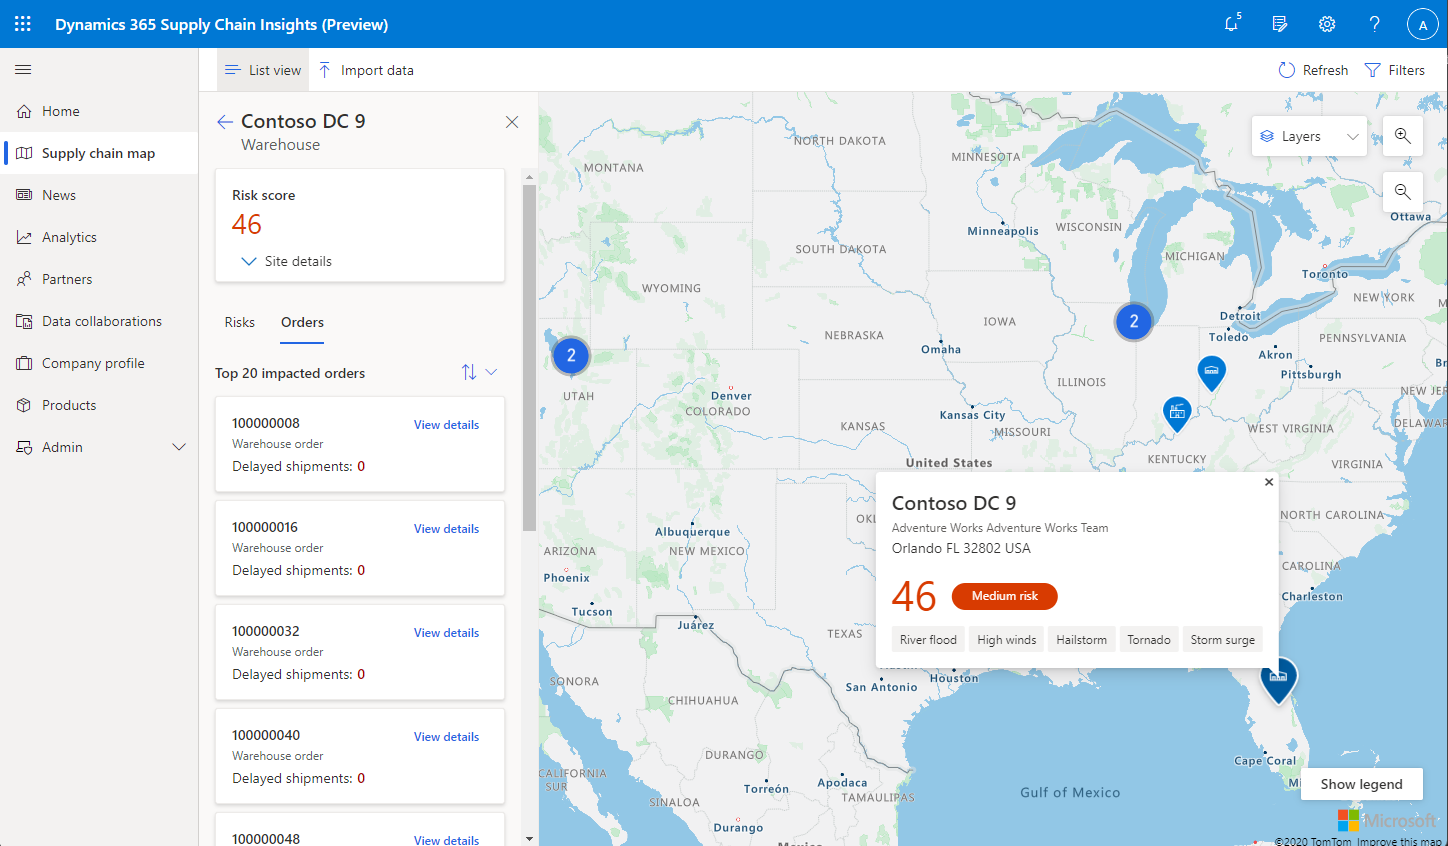 Dynamics 365 Supply Chain Insights (Preview)
5
A
List view
Import data
Refresh
Filters
Home
Supply chain map
News
Analytics
Partners
Data collaborations
Company profile
Products
Admin
Contoso DC 9
Warehouse
Risk score
46
Site details
Risks
Orders
Top 20 impacted orders
100000008
View details
Warehouse order
Delayed shipments: 0
100000016
View details
Warehouse order
Delayed shipments: 0
100000032
View details
Warehouse order
Delayed shipments: 0
100000040
View details
Warehouse order
Delayed shipments: 0
100000048
View details
Layers
NORTH DAKOTA
MONTANA
MINNESOTA
Ottawa
Minneapolis
WISCONSIN
SOUTH DAKOTA
MICHIGAN
Toronto
WYOMING
NEW YORK
Detroit
2
IOWA
NEBRASKA
Toledo
PENNSYLVANIA
Omaha
Akron
2
Pittsburgh
ILLINOIS
UTAH
Denver
NEW JER
COLORADO
Kansas City
DELAWAR
KANSAS
MISSOURI
WEST VIRGINIA
KENTUCKY
United States
VIRGINIA
Contoso DC 9
Adventure Works Adventure Works Team
Orlando FL 32802 USA
46
Medium risk
River flood
High winds
Hailstorm
Tornado
Storm surge
NORTH CAROLINA
OKL
Albuquerque
ARIZONA
NEW MEXICO
CAROLINA
Phoenix
Charleston
Tucson
Juárez
TEXAS
Houston
SONORA
San Antonio
CHIHUAHUA
DURANGO
Cape Coral
CALIFORNIA
SUR
Torreón
Apodaca
Mi
Show legend
Gulf of Mexico
SINALOA
TAMAULIPAS
Durango
Microsoft
Mexico
©2020 TomTom Improve this map